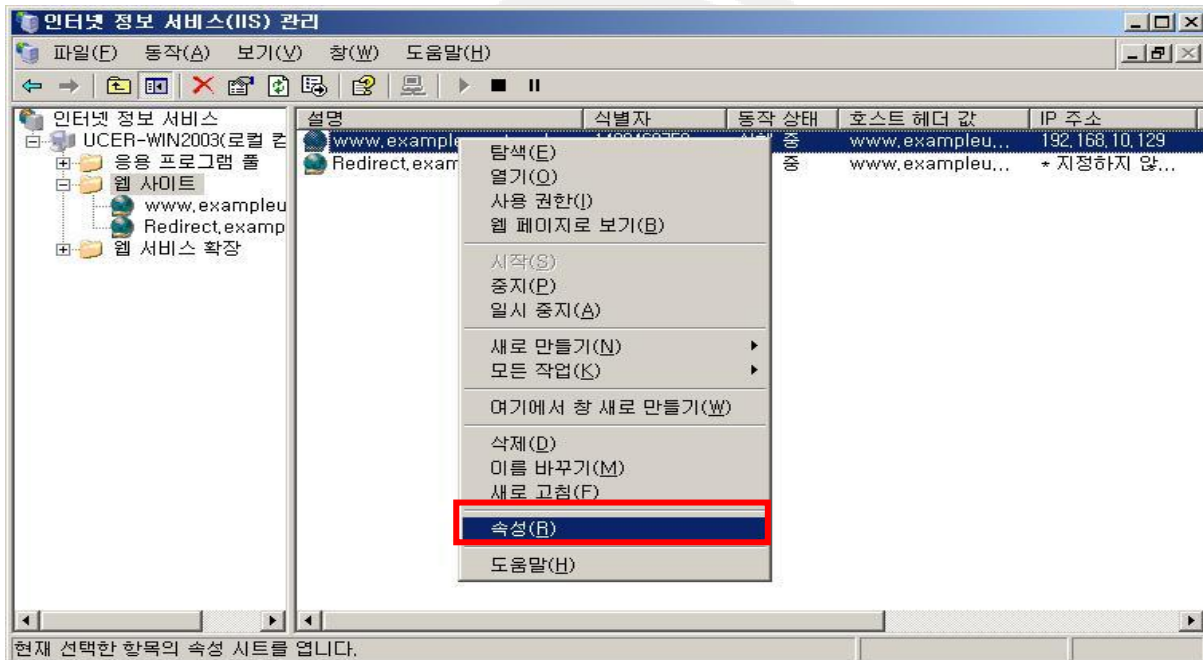 인터넷 정보 서비스(IIS) 관리
파일(F) 동작(A) 보기(V) 창(W) 도움말(H)
인터넷 정보 서비스
UCER-WIN2003(로컬 컴
응용 프로그램 풀
웹 사이트
www.exampleu
Redirect.examp
웹 서비스 확장
설명 식별자 동작 상태 호스트 헤더 값 IP 주소
www.example 중 www.exampleu... 192.168.10.129
Redirect.exam 중 www.exampleu... * 지정하지 않...
탐색(E)
열기(O)
사용 권한(I)
웹 페이지로 보기(B)
시작(S)
중지(P)
일시 중지(A)
새로 만들기(N)
모든 작업(K)
여기에서 창 새로 만들기(W)
삭제(D)
이름 바꾸기(M)
새로 고침(F)
속성(R)
도움말(H)
현재 선택한 항목의 속성 시트를 엽니다.